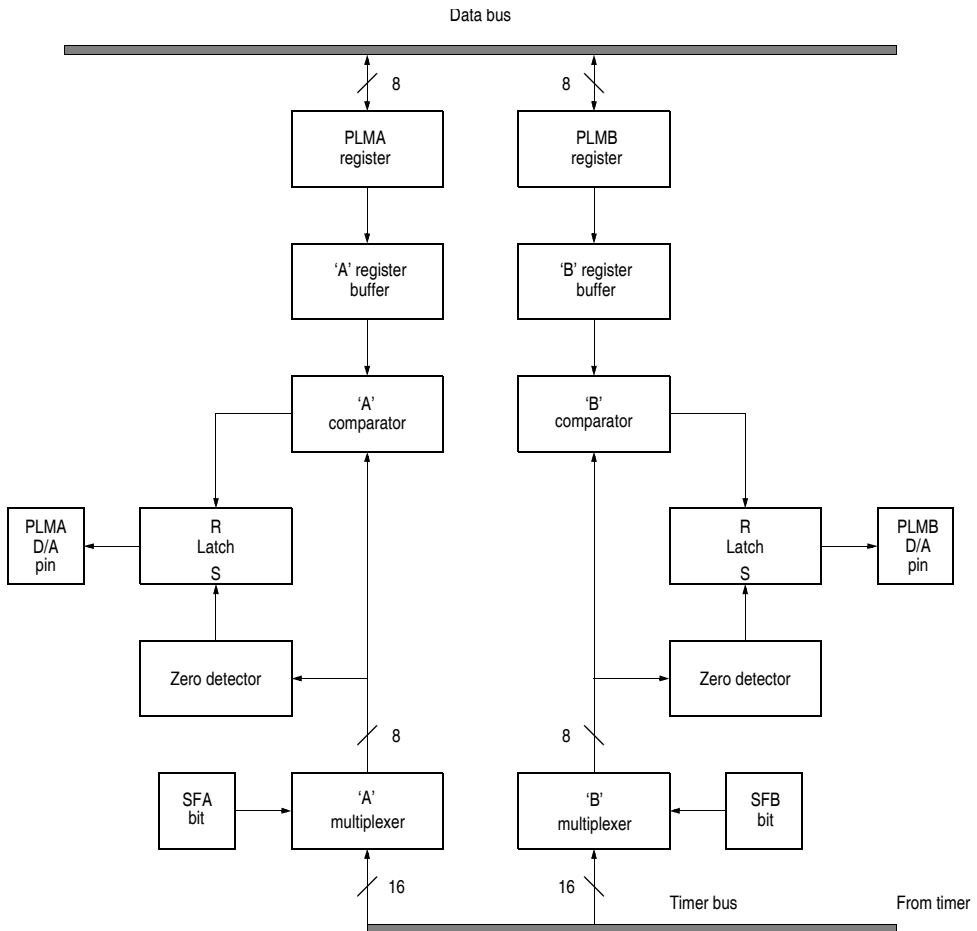 Data bus
8
8
PLMA
register
PLMB
register
‘A’ register
buffer
‘B’ register
buffer
‘A’
comparator
‘B’
comparator
PLMA
D/A
pin
R
Latch
S
R
Latch
S
PLMB
D/A
pin
Zero detector
Zero detector
8
8
SFA
bit
‘A’
multiplexer
‘B’
multiplexer
SFB
bit
16
16
Timer bus
From timer